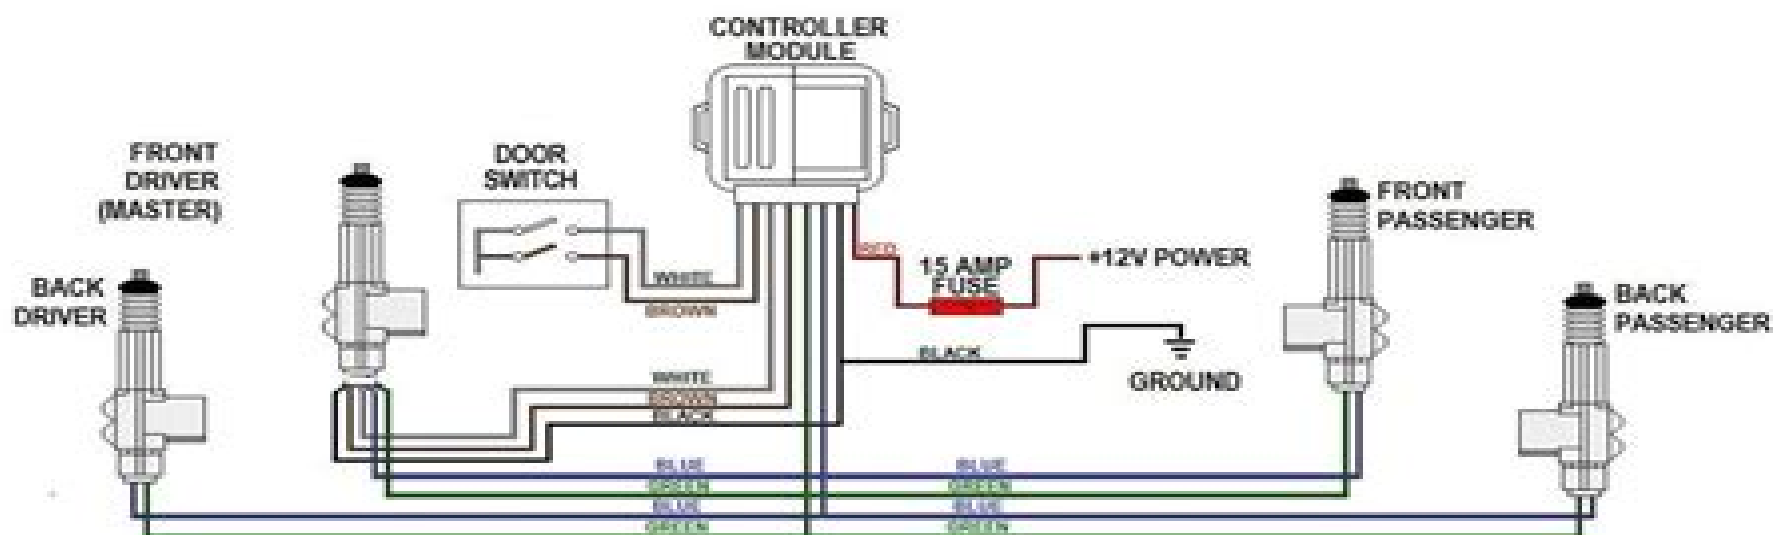 CONTROLLER
MODULE
FRONT
DRIVER
(MASTER)
DOOR
SWITCH
FRONT
PASSENGER
BACK
DRIVER
BACK
PASSENGER
WHITE
BROWN
RED
15 AMP
FUSE
+12V POWER
BLACK
GROUND
WHITE
BROWN
BLACK
BLUE
BLUE
GREEN
GREEN
BLUE
BLUE
GREEN
GREEN